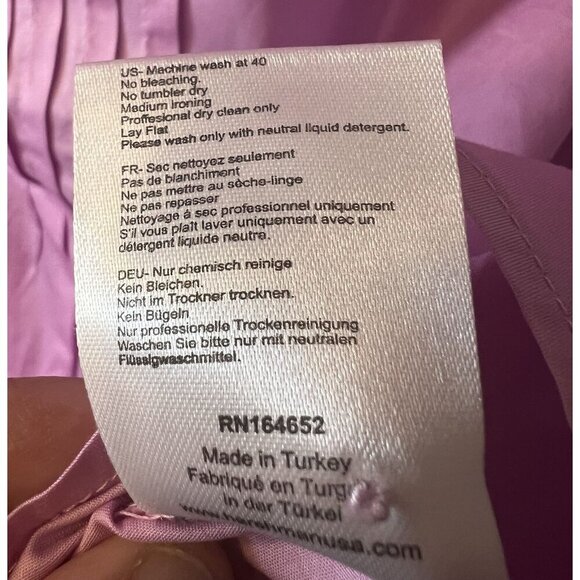 US- Machine wash at 40
No bleaching.
No tumbler dry
Medium ironing
Proffesional dry clean only
Lay Flat
Please wash only with neutral liquid detergent.
FR- Sec nettoyez seulement
Pas de blanchiment
Ne pas mettre au sèche-linge
Ne pas repasser
Nettoyage à sec professionnel uniquement
S'il vous plaît laver uniquement avec un
détergent liquide neutre.
DEU- Nur chemisch reinige
Kein Bleichen.
Nicht im Trockner trocknen.
Kein Bügeln
Nur professionelle Trockenreinigung
Waschen Sie bitte nur mit neutralen
Flüssigwaschmittel.
RN164652
Made in Turkey
Fabriqué en
in der Türkei